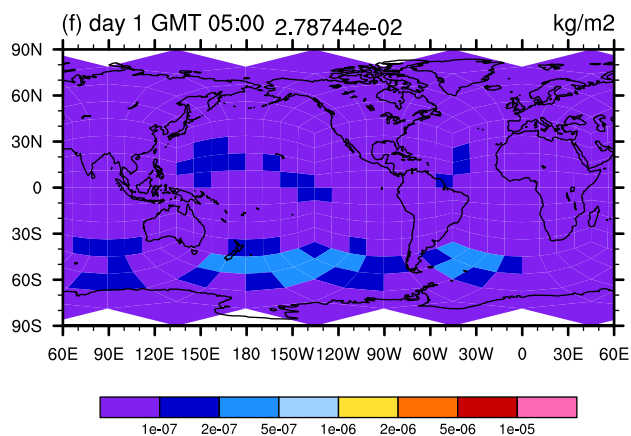 (f) day 1 GMT 05:00 2.78744e-02 kg/m2
90N
60N
30N
0
30S
60S
90S
60E 90E 120E 150E 180 150W 120W 90W 60W 30W 0 30E 60E
1e-07 2e-07 5e-07 1e-06 2e-06 5e-06 1e-05